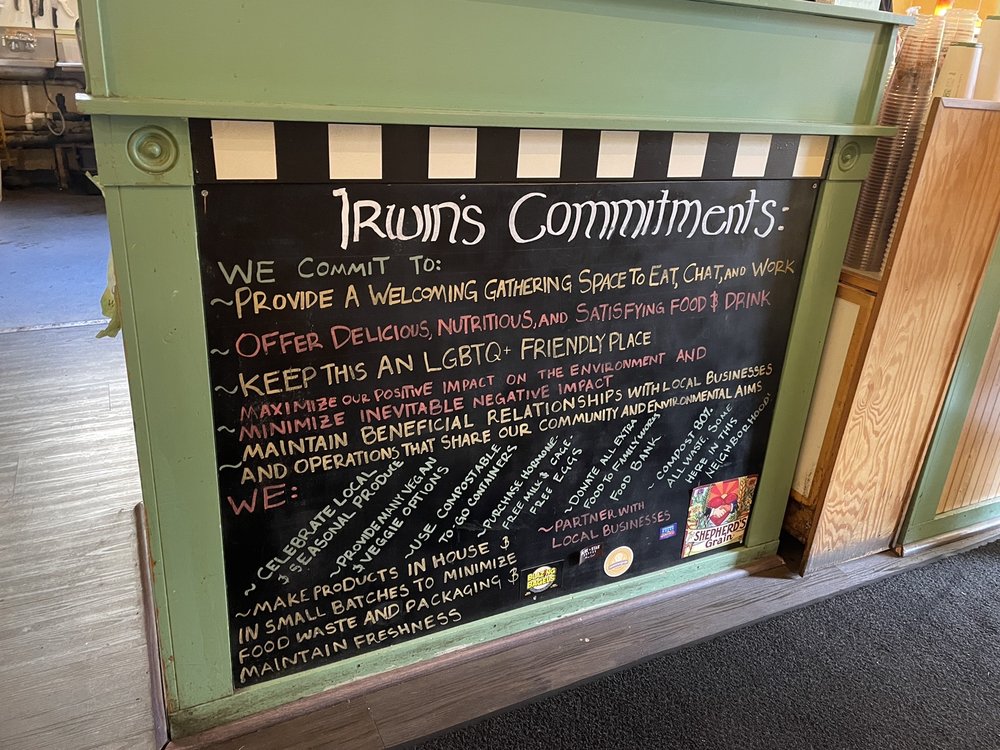 IRWIN'S COMMITMENTS:
WE COMMIT TO:
~PROVIDE A WELCOMING GATHERING SPACE TO EAT, CHAT, AND WORK
~OFFER DELICIOUS, NUTRITIOUS, AND SATISFYING FOOD & DRINK
~KEEP THIS AN LGBTQ+ FRIENDLY PLACE
MAXIMIZE OUR POSITIVE IMPACT ON THE ENVIRONMENT AND
~MINIMIZE INEVITABLE NEGATIVE IMPACT
~MAINTAIN BENEFICIAL RELATIONSHIPS WITH LOCAL BUSINESSES
AND OPERATIONS THAT SHARE OUR COMMUNITY AND ENVIRONMENTAL AIMS
WE:
~CELEBRATE LOCAL
& SEASONAL PRODUCE
~PROVIDE MANY VEGAN
& VEGGIE OPTIONS
~USE COMPOSTABLE
TO-GO CONTAINERS
~PURCHASE HORMONE-
FREE MILK & CAGE-
FREE EGGS
~DONATE ALL EXTRA
FOOD TO FAMILY WORKS
FOOD BANK
~COMPOST 80%
ALL WASTE, SOME
HERE IN THIS
NEIGHBORHOOD!
~PARTNER WITH
LOCAL BUSINESSES
~MAKE PRODUCTS IN HOUSE &
IN SMALL BATCHES TO MINIMIZE
FOOD WASTE AND PACKAGING &
MAINTAIN FRESHNESS
SHEPHERD'S
Grain